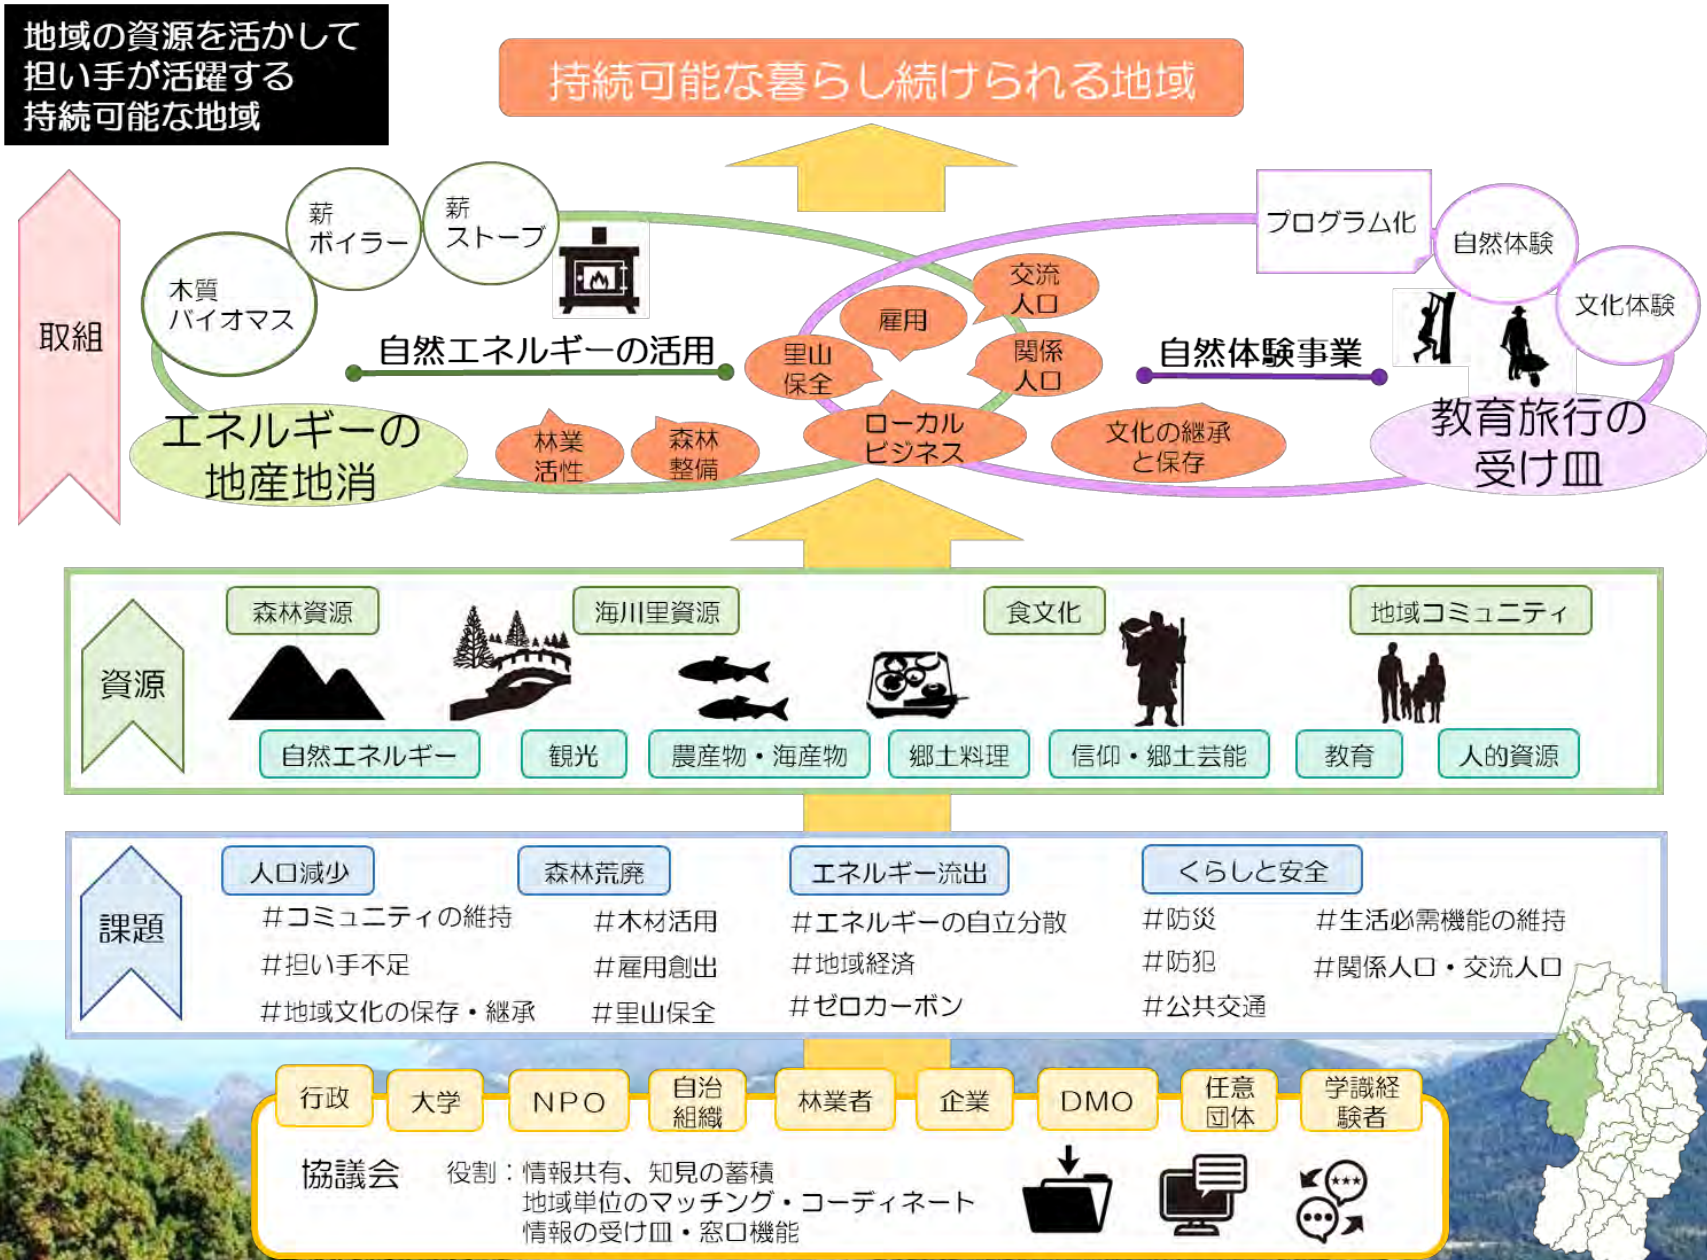 地域の資源を活かして
担い手が活躍する
持続可能な地域
持続可能な暮らし続けられる地域
取組
木質
バイオマス
薪
ボイラー
薪
ストーブ
自然エネルギーの活用
エネルギーの
地産地消
林業
活性
森林
整備
里山
保全
雇用
交流
人口
関係
人口
ローカル
ビジネス
文化の継承
と保存
自然体験事業
プログラム化
自然体験
文化体験
教育旅行の
受け皿
資源
森林資源
海川里資源
食文化
地域コミュニティ
自然エネルギー
観光
農産物・海産物
郷土料理
信仰・郷土芸能
教育
人的資源
課題
人口減少
#コミュニティの維持
#担い手不足
#地域文化の保存・継承
森林荒廃
#木材活用
#雇用創出
#里山保全
エネルギー流出
#エネルギーの自立分散
#地域経済
#ゼロカーボン
くらしと安全
#防災
#防犯
#公共交通
#生活必需機能の維持
#関係人口・交流人口
行政
大学
NPO
自治
組織
林業者
企業
DMO
任意
団体
学識経
験者
協議会
役割：情報共有、知見の蓄積
地域単位のマッチング・コーディネート
情報の受け皿・窓口機能